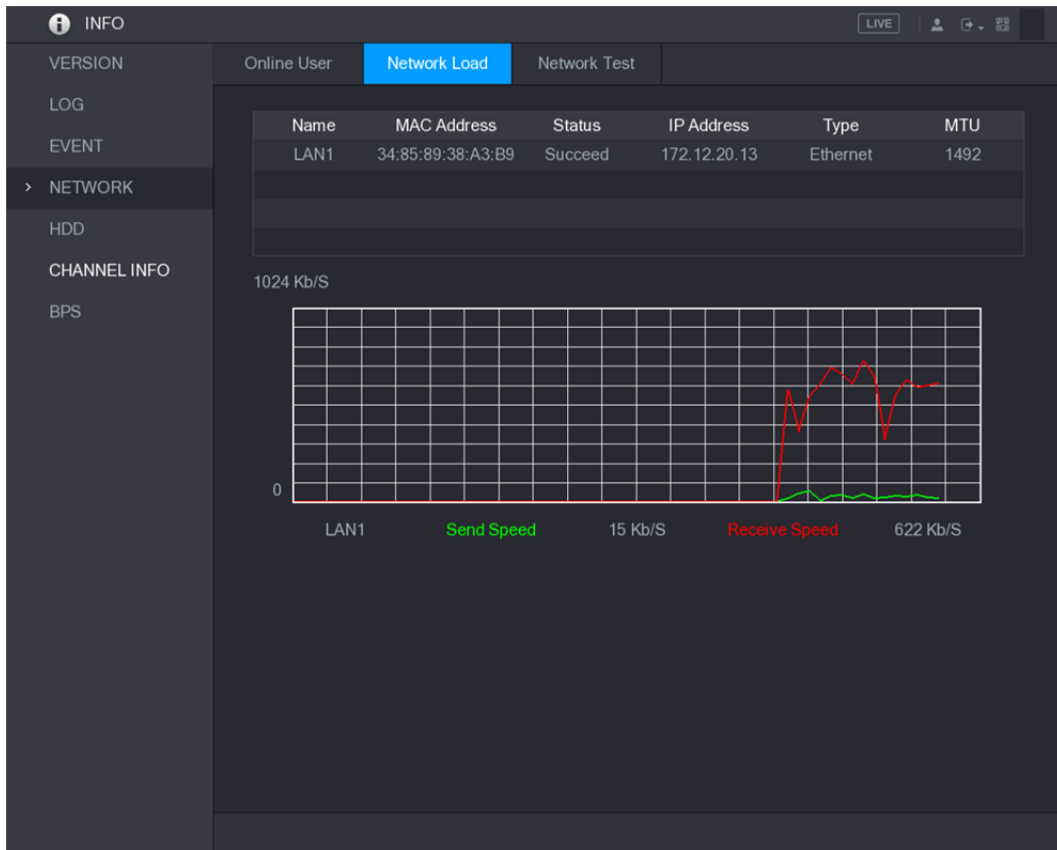 INFO LIVE
VERSION
LOG
EVENT
NETWORK
HDD
CHANNEL INFO
BPS
Online User Network Load Network Test
Name MAC Address Status IP Address Type MTU
LAN1 34:85:89:38:A3:B9 Succeed 172.12.20.13 Ethernet 1492
1024 Kb/S
0
LAN1 Send Speed 15 Kb/S Receive Speed 622 Kb/S